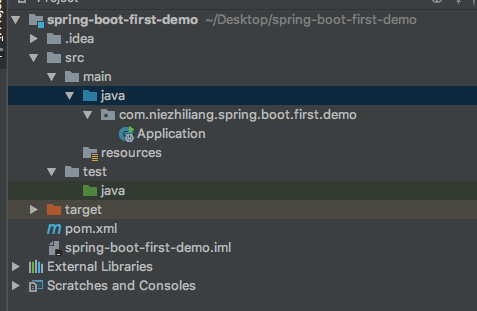 spring-boot-first-demo ~/Desktop/spring-boot-first-demo
.idea
src
main
java
com.niezhiliang.spring.boot.first.demo
Application
resources
test
java
target
pom.xml
spring-boot-first-demo.iml
External Libraries
Scratches and Consoles